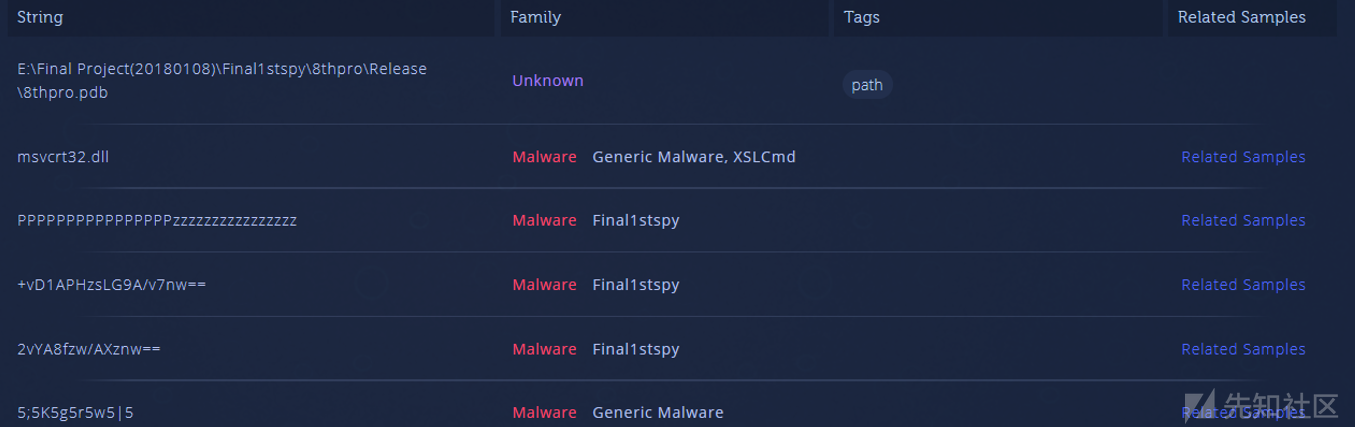 String Family Tags Related Samples
E:\Final Project(20180108)\Final1stspy\8thpro\Release
\8thpro.pdb
Unknown path
msvcrt32.dll Malware Generic Malware, XSLCmd Related Samples
PPPPPPPPPPPPPPPPzzzzzzzzzzzzzzzz Malware Final1stspy Related Samples
+vD1APHzsLG9A/v7nw== Malware Final1stspy Related Samples
2vYA8fzw/AXznw== Malware Final1stspy Related Samples
5;5K5g5r5w5|5 Malware Generic Malware Related Samples
先知社区